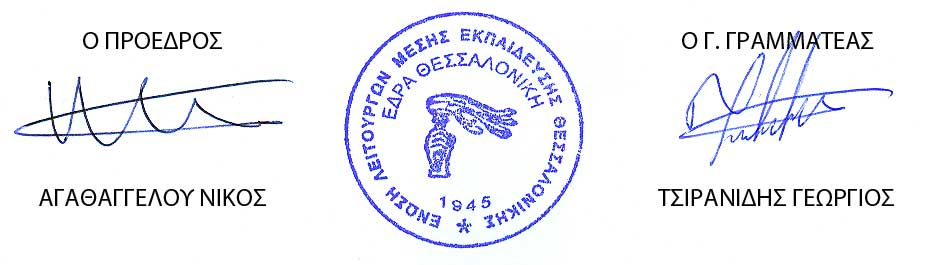 Ο ΠΡΟΕΔΡΟΣ
ΑΓΑΘΑΓΓΕΛΟΥ ΝΙΚΟΣ
ΕΝΩΣΗ ΛΕΙΤΟΥΡΓΩΝ ΜΕΣΗΣ ΕΚΠΑΙΔΕΥΣΗΣ ΘΕΣΣΑΛΟΝΙΚΗΣ
ΕΔΡΑ ΘΕΣΣΑΛΟΝΙΚΗ
1945
Ο Γ. ΓΡΑΜΜΑΤΕΑΣ
ΤΣΙΡΑΝΙΔΗΣ ΓΕΩΡΓΙΟΣ